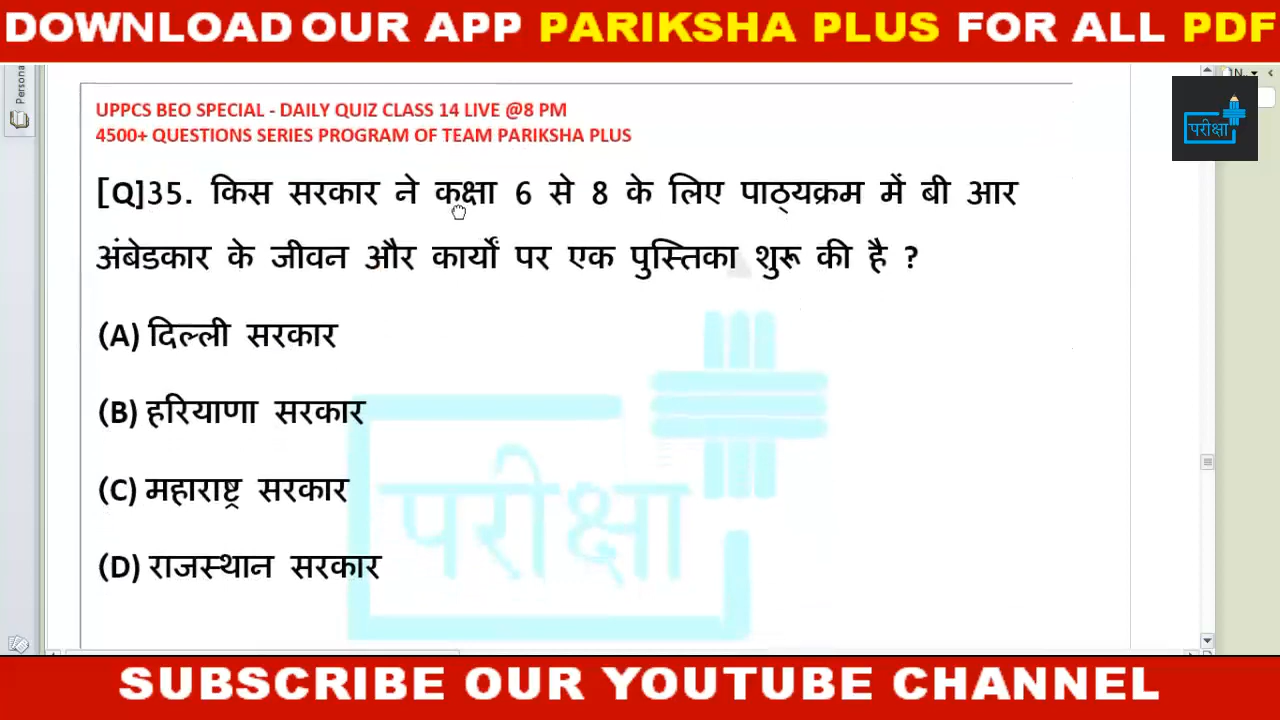 DOWNLOAD OUR APP PARIKSHA PLUS FOR ALL PDF
Persona
N..
परीक्षा
UPPCS BEO SPECIAL - DAILY QUIZ CLASS 14 LIVE @8 PM
4500+ QUESTIONS SERIES PROGRAM OF TEAM PARIKSHA PLUS
[Q]35. किस सरकार ने कक्षा 6 से 8 के लिए पाठ्यक्रम में बी आर
अंबेडकार के जीवन और कार्यों पर एक पुस्तिका शुरू की है ?
(A) दिल्ली सरकार
(B) हरियाणा सरकार
(C) महाराष्ट्र सरकार
(D) राजस्थान सरकार
परीक्षा
SUBSCRIBE OUR YOUTUBE CHANNEL